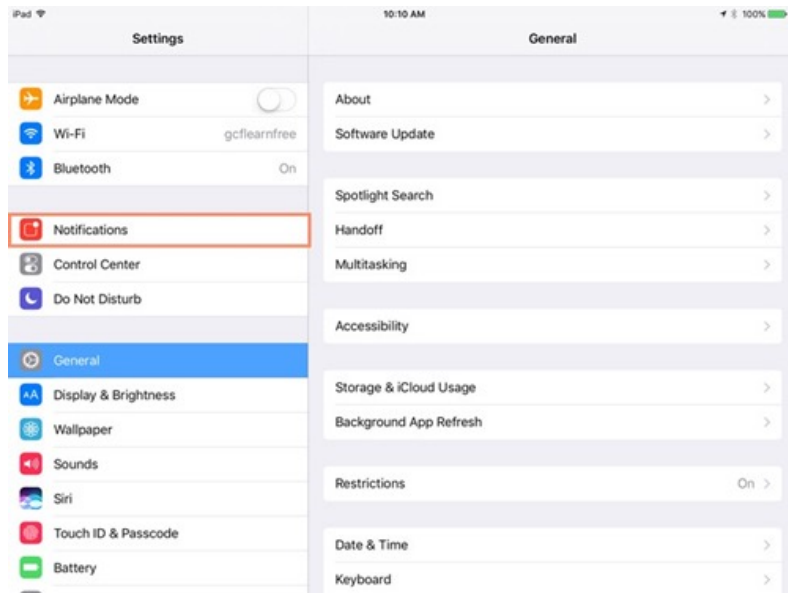 iPad 10:10 AM 100%
Settings
Airplane Mode
Wi-Fi gcflearnfree
Bluetooth On
Notifications
Control Center
Do Not Disturb
General
AA Display & Brightness
Wallpaper
Sounds
Siri
Touch ID & Passcode
Battery
General
About
Software Update
Spotlight Search
Handoff
Multitasking
Accessibility
Storage & iCloud Usage
Background App Refresh
Restrictions On
Date & Time
Keyboard